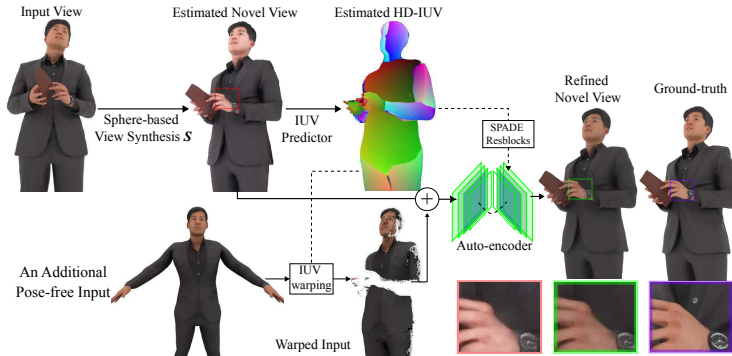 Input View
Estimated Novel View
Estimated HD-IUV
Refined
Novel View
Ground-truth
Sphere-based
View Synthesis S
IUV
Predictor
SPADE
Resblocks
Auto-encoder
An Additional
Pose-free Input
IUV
warping
Warped Input